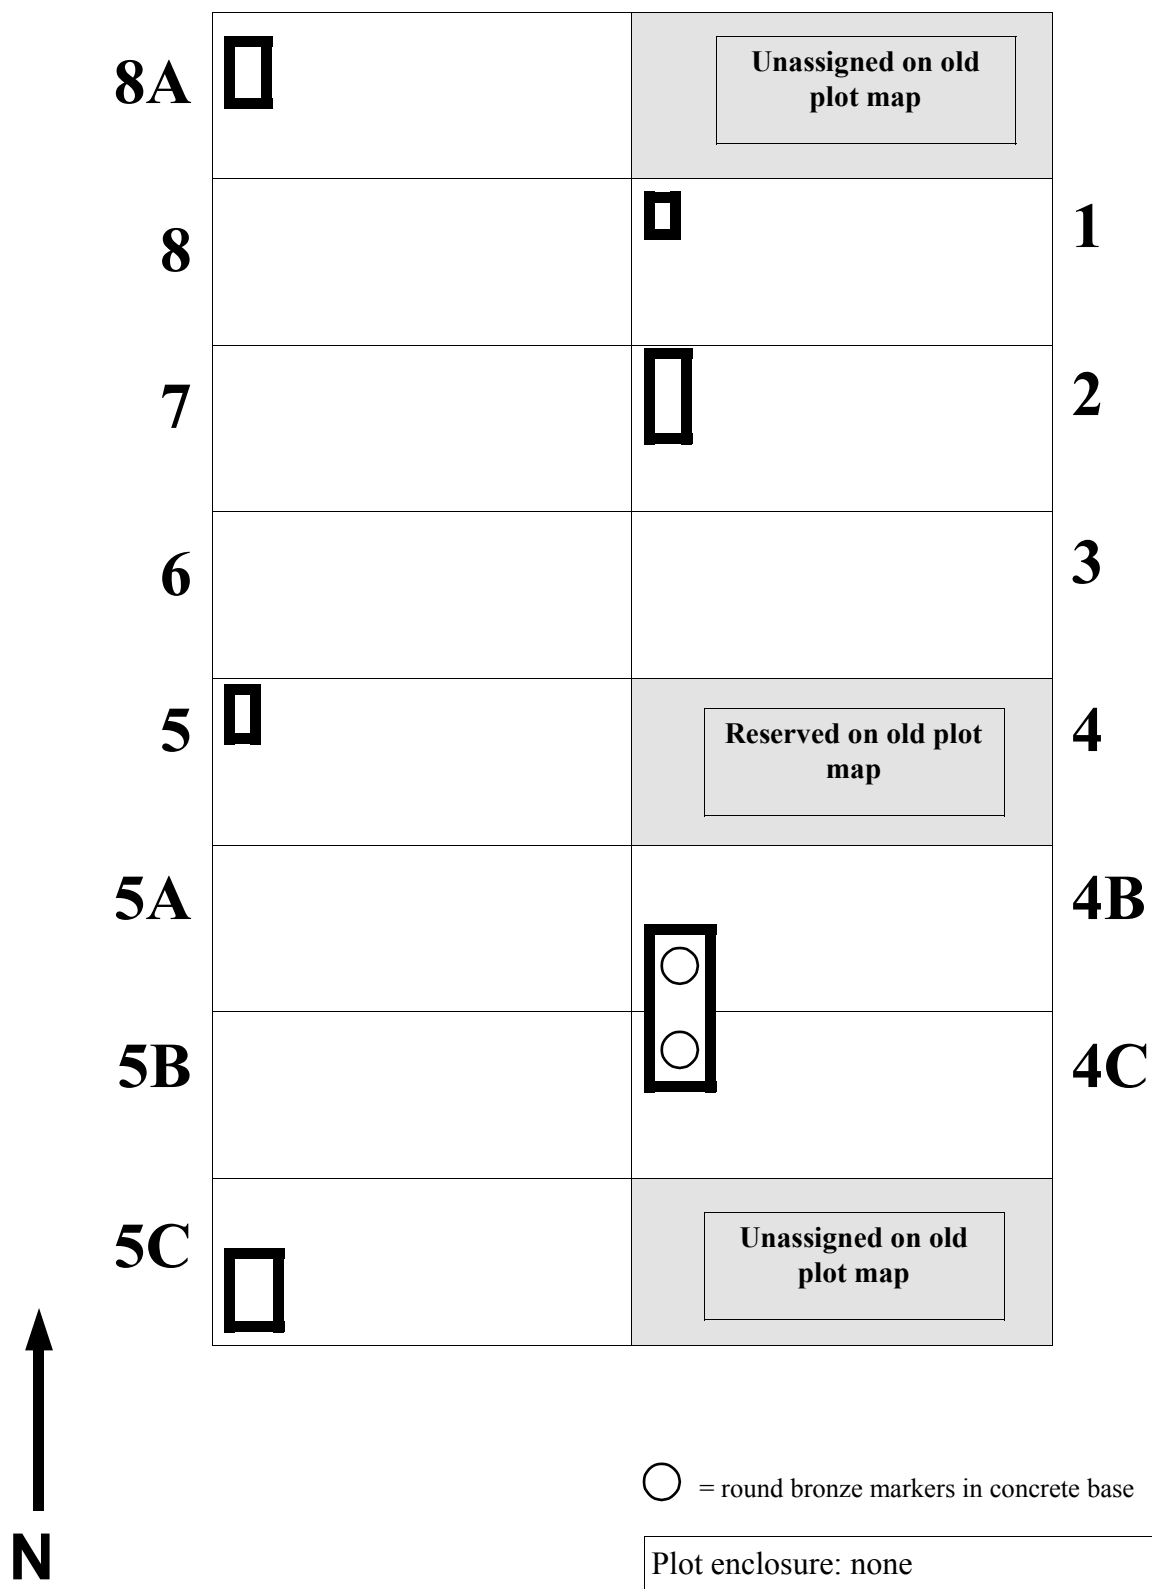 8A
Unassigned on old
plot map
8
1
7
2
6
3
5
Reserved on old plot
map
4
5A
4B
5B
4C
5C
Unassigned on old
plot map
= round bronze markers in concrete base
N
Plot enclosure: none